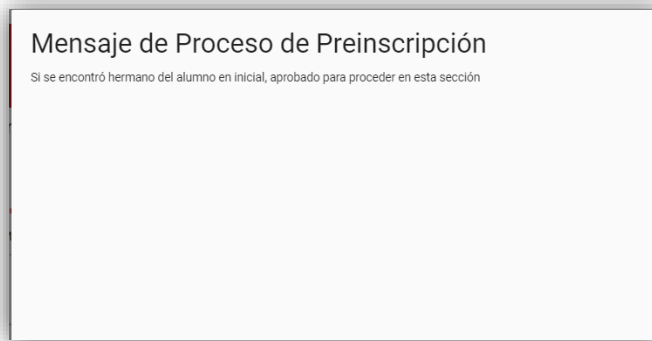 Mensaje de Proceso de Preinscripción
Si se encontró hermano del alumno en inicial, aprobado para proceder en esta sección